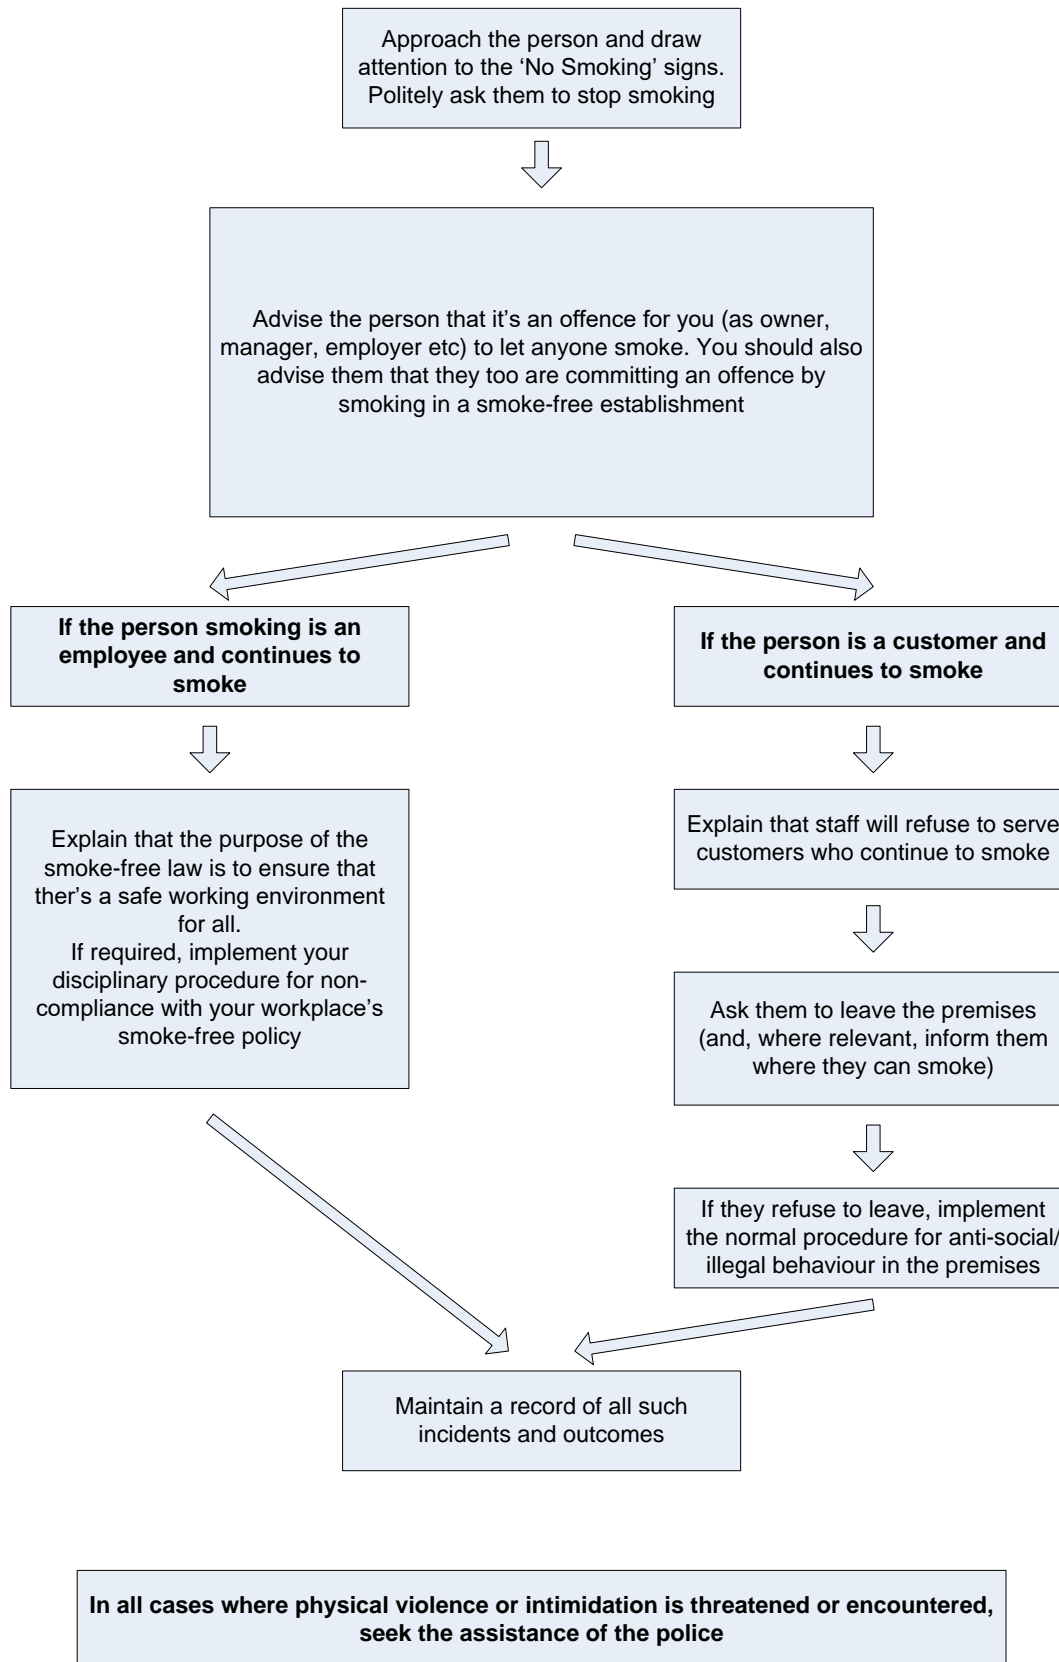 Approach the person and draw
attention to the ‘No Smoking’ signs.
Politely ask them to stop smoking
Advise the person that it’s an offence for you (as owner,
manager, employer etc) to let anyone smoke. You should also
advise them that they too are committing an offence by
smoking in a smoke-free establishment
If the person smoking is an
employee and continues to
smoke
If the person is a customer and
continues to smoke
Explain that the purpose of the
smoke-free law is to ensure that
ther’s a safe working environment
for all.
If required, implement your
disciplinary procedure for non-
compliance with your workplace’s
smoke-free policy
Explain that staff will refuse to serve
customers who continue to smoke
Ask them to leave the premises
(and, where relevant, inform them
where they can smoke)
If they refuse to leave, implement
the normal procedure for anti-social/
illegal behaviour in the premises
Maintain a record of all such
incidents and outcomes
In all cases where physical violence or intimidation is threatened or encountered,
seek the assistance of the police